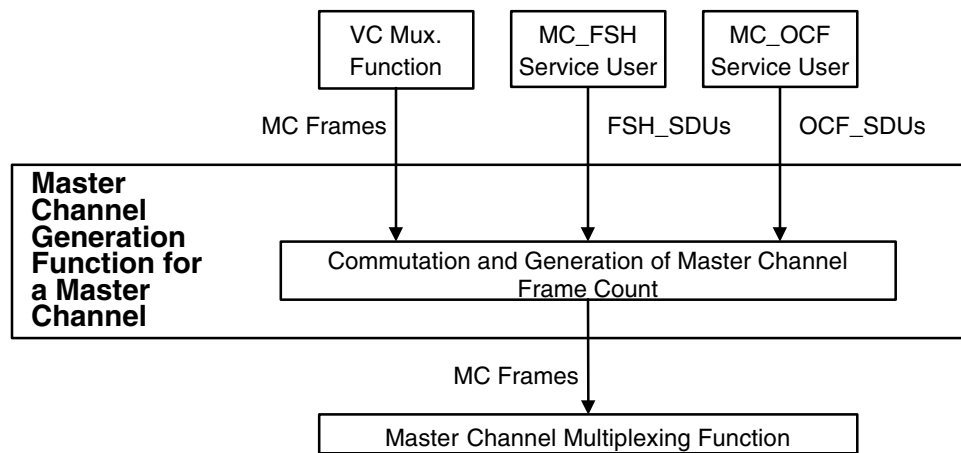 VC Mux.
Function
MC_FSH
Service User
MC_OCF
Service User
MC Frames
FSH_SDUs
OCF_SDUs
Master
Channel
Generation
Function for
a Master
Channel
Commutation and Generation of Master Channel
Frame Count
MC Frames
Master Channel Multiplexing Function